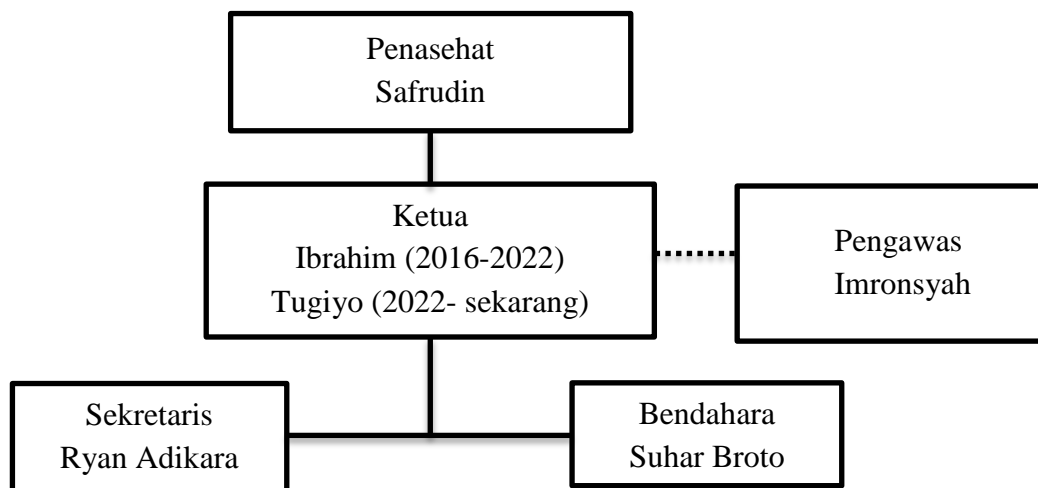 Penasehat
Safrudin
Ketua
Ibrahim (2016-2022)
Tugiyo (2022- sekarang)
Pengawas
Imronsyah
Sekretaris
Ryan Adikara
Bendahara
Suhar Broto